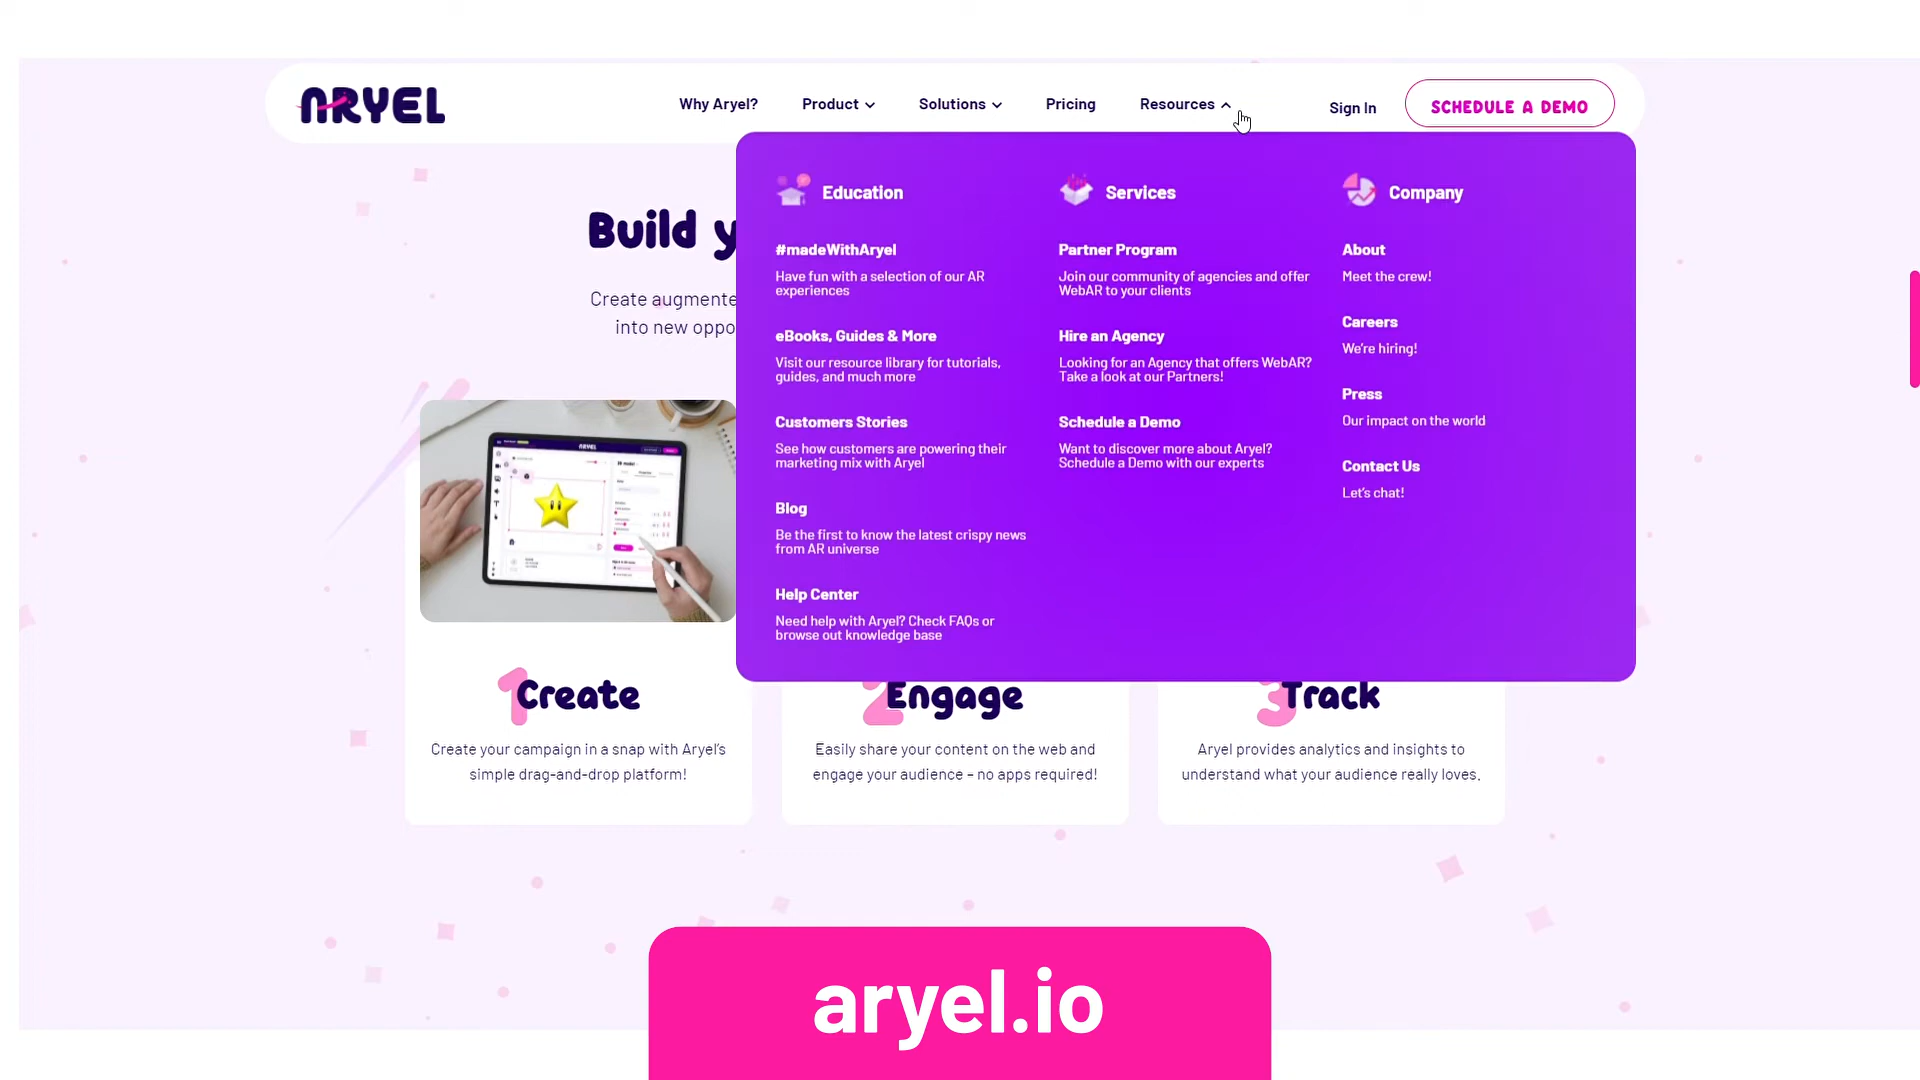 ARYEL
Why Aryel?
Product
Solutions
Pricing
Resources
Sign In
SCHEDULE A DEMO
Build y
Create augmente
into new oppo
Education
#madeWithAryel
Have fun with a selection of our AR
experiences
eBooks, Guides & More
Visit our resource library for tutorials,
guides, and much more
Customers Stories
See how customers are powering their
marketing mix with Aryel
Blog
Be the first to know the latest crispy news
from AR universe
Help Center
Need help with Aryel? Check FAQs or
browse out knowledge base
Services
Partner Program
Join our community of agencies and offer
WebAR to your clients
Hire an Agency
Looking for an Agency that offers WebAR?
Take a look at our Partners!
Schedule a Demo
Want to discover more about Aryel?
Schedule a Demo with our experts
Company
About
Meet the crew!
Careers
We're hiring!
Press
Our impact on the world
Contact Us
Let's chat!
ARYEL
1 Create
Create your campaign in a snap with Aryel's
simple drag-and-drop platform!
2 Engage
Easily share your content on the web and
engage your audience – no apps required!
3 Track
Aryel provides analytics and insights to
understand what your audience really loves.
aryel.io